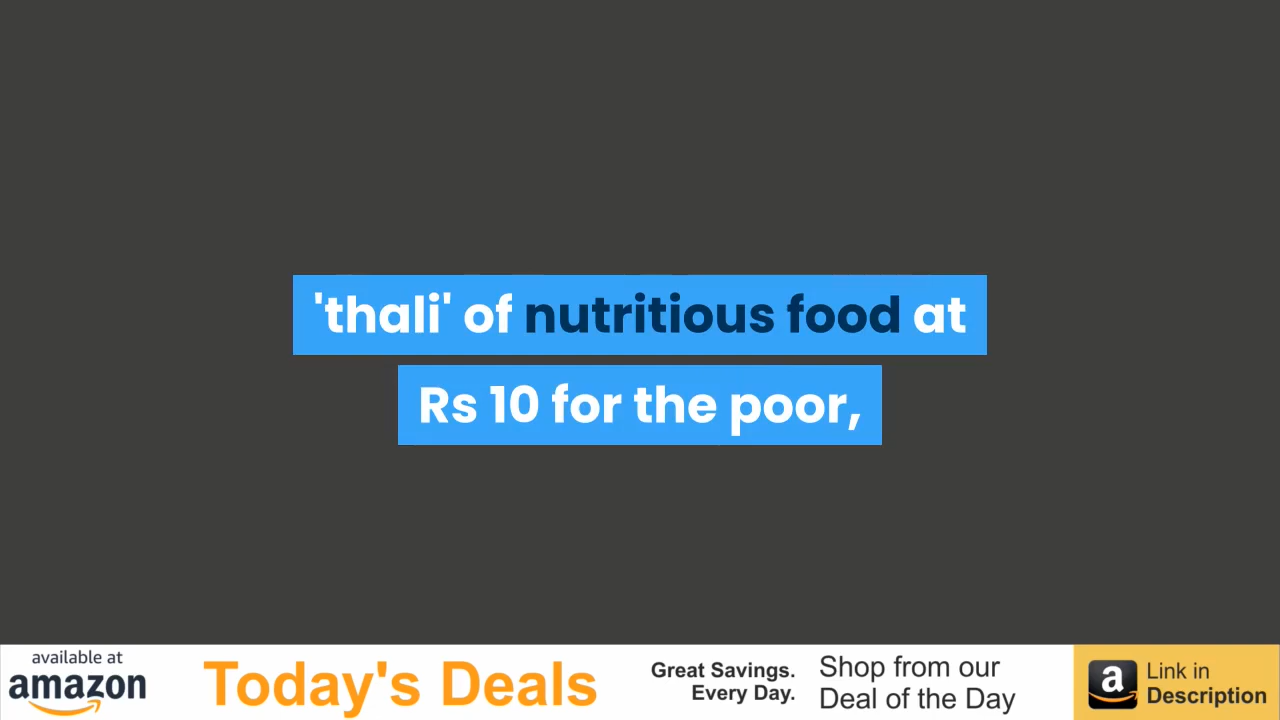 'thali' of nutritious food at
Rs 10 for the poor,
available at
amazon
Today's Deals
Great Savings.
Every Day.
Shop from our
Deal of the Day
a
Link in
Description